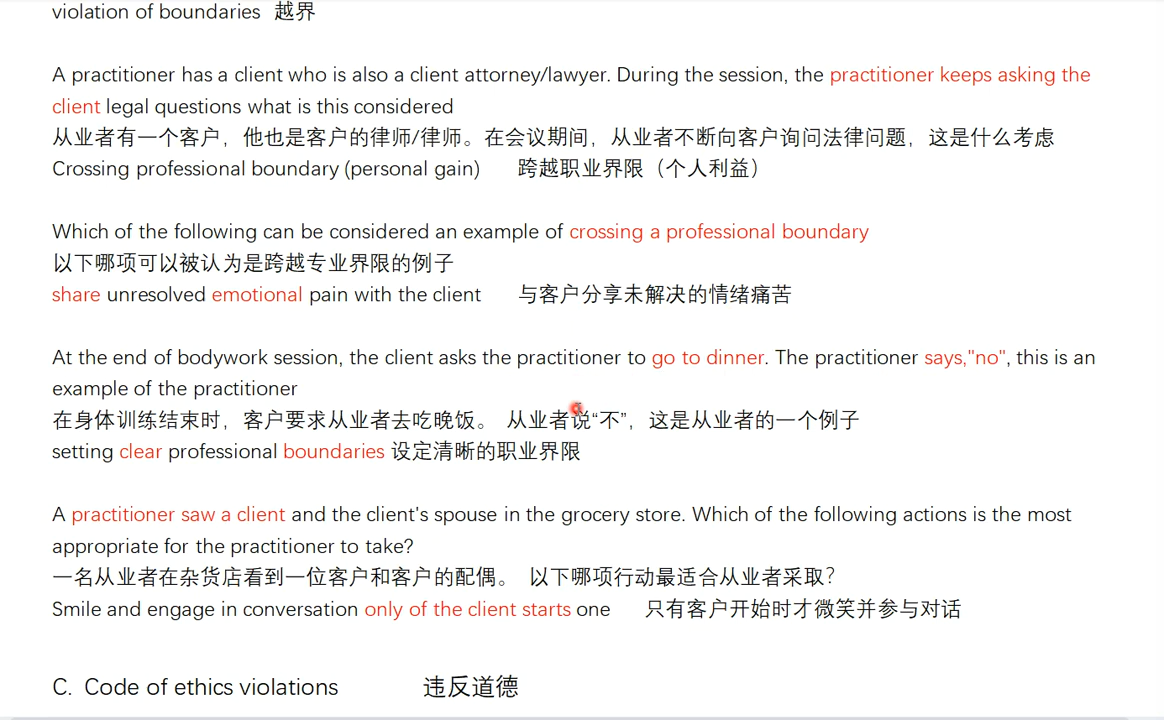 violation of boundaries 越界
A practitioner has a client who is also a client attorney/lawyer. During the session, the practitioner keeps asking the
client legal questions what is this considered
从业者有一个客户，他也是客户的律师/律师。在会议期间，从业者不断向客户询问法律问题，这是什么考虑
Crossing professional boundary (personal gain) 跨越职业界限（个人利益）
Which of the following can be considered an example of crossing a professional boundary
以下哪项可以被认为是跨越专业界限的例子
share unresolved emotional pain with the client 与客户分享未解决的情绪痛苦
At the end of bodywork session, the client asks the practitioner to go to dinner. The practitioner says,"no", this is an
example of the practitioner
在身体训练结束时，客户要求从业者去吃晚饭。 从业者说“不”，这是从业者的一个例子
setting clear professional boundaries 设定清晰的职业界限
A practitioner saw a client and the client's spouse in the grocery store. Which of the following actions is the most
appropriate for the practitioner to take?
一名从业者在杂货店看到一位客户和客户的配偶。 以下哪项行动最适合从业者采取？
Smile and engage in conversation only of the client starts one 只有客户开始时才微笑并参与对话
C. Code of ethics violations 违反道德